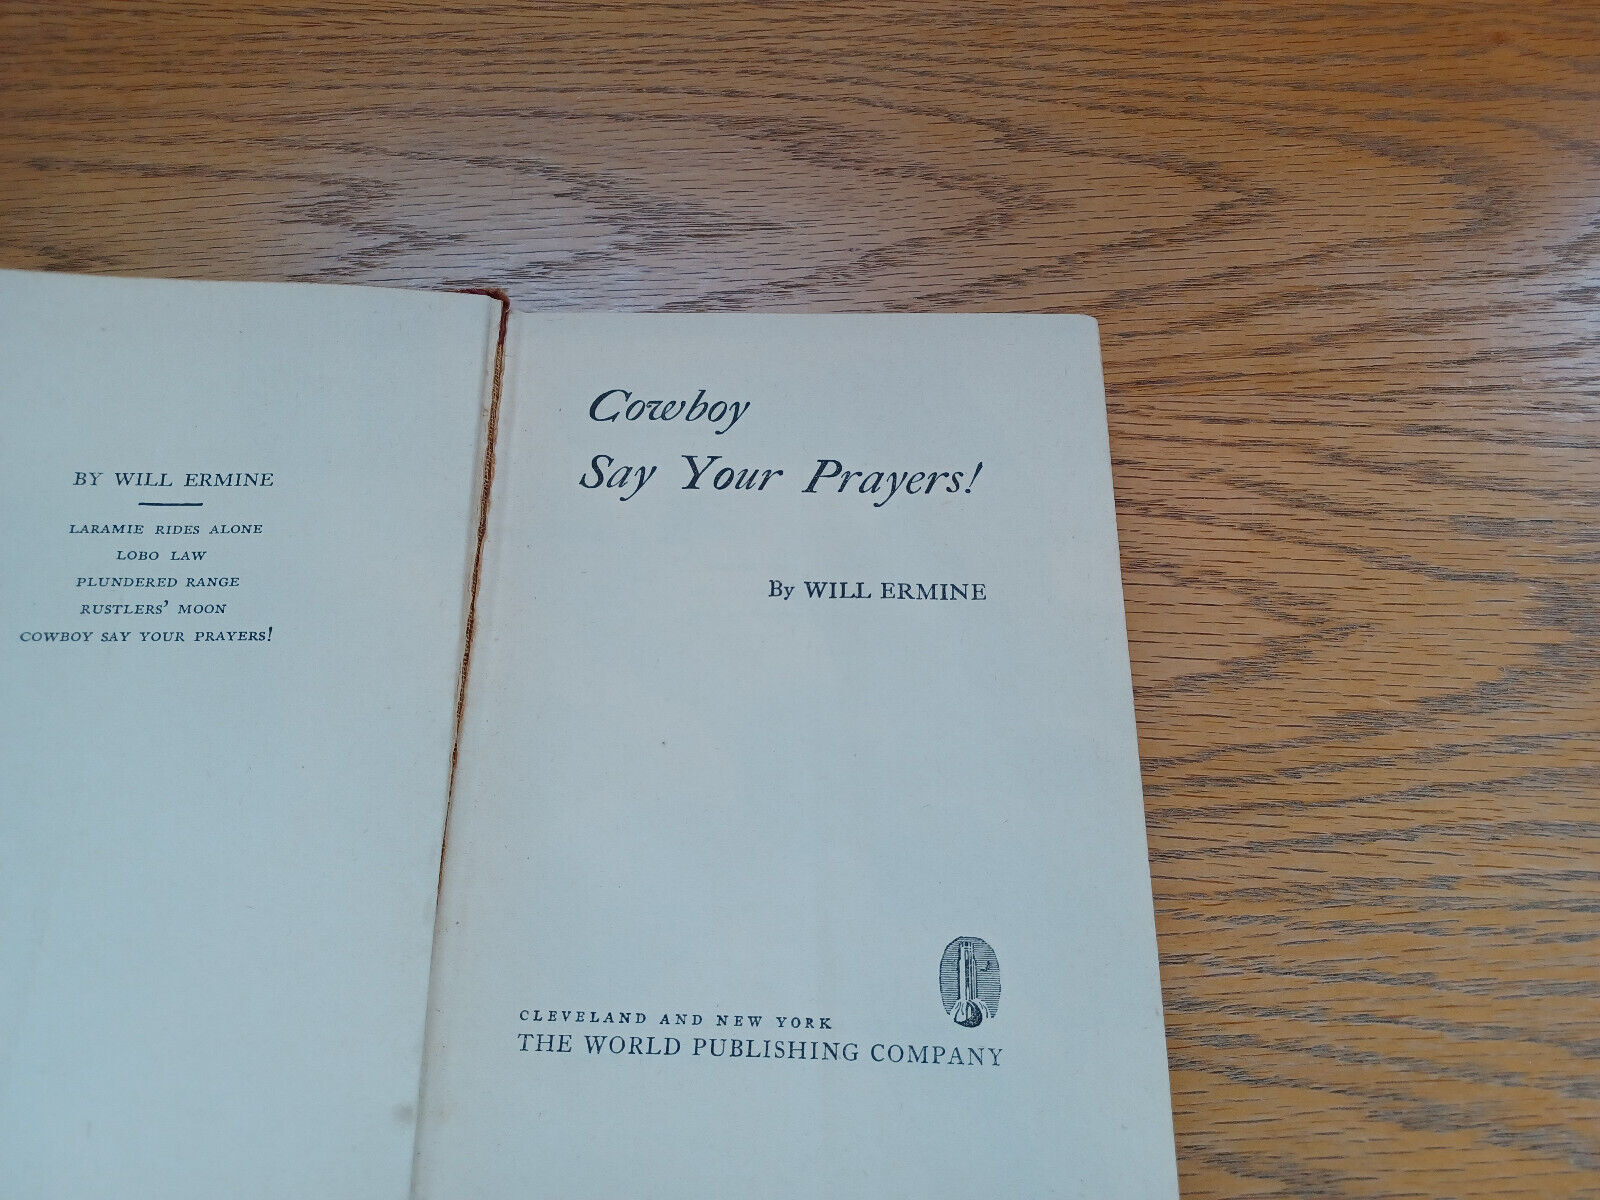 BY WILL ERMINE
LARAMIE RIDES ALONE
LOBO LAW
PLUNDERED RANGE
RUSTLERS' MOON
COWBOY SAY YOUR PRAYERS!
Cowboy
Say Your Prayers!
By WILL ERMINE
CLEVELAND AND NEW YORK
THE WORLD PUBLISHING COMPANY